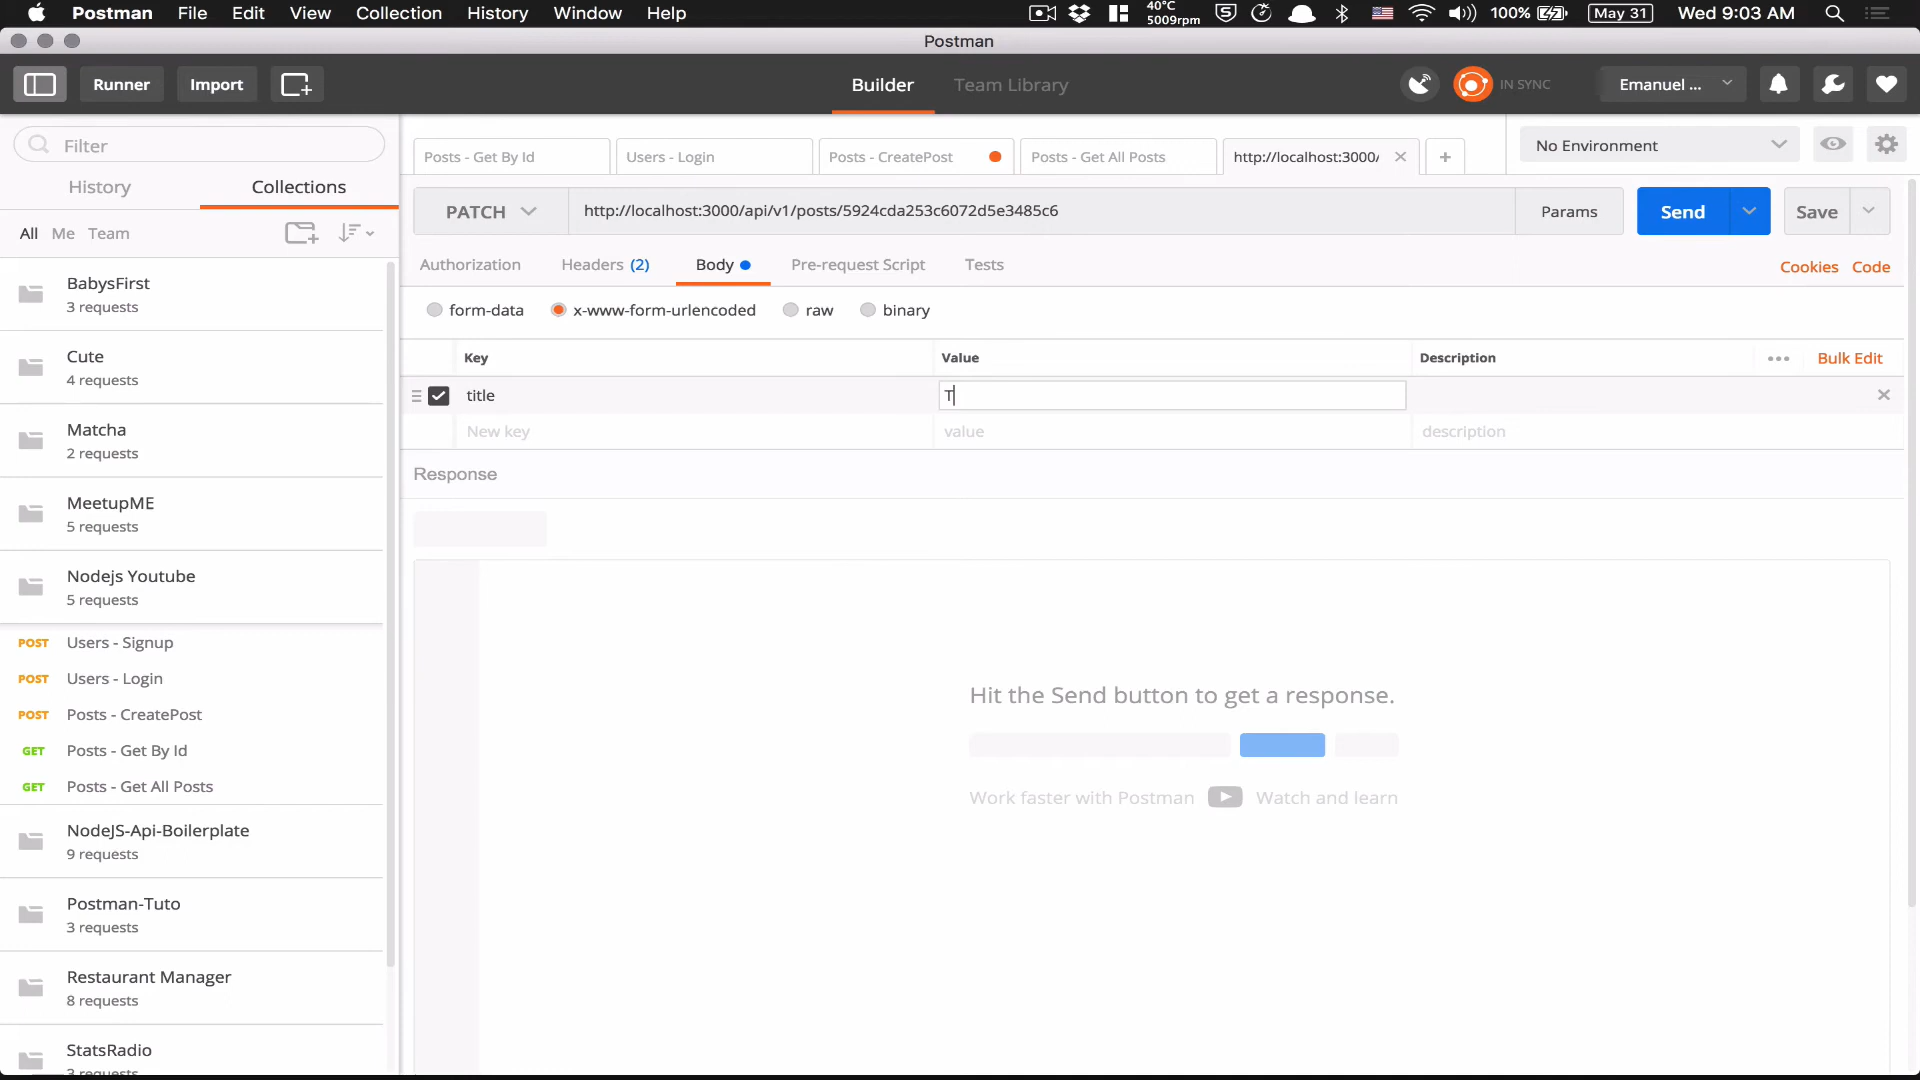 Postman File Edit View Collection History Window Help
40°C
5009rpm
100%
May 31
Wed 9:03 AM
Postman
Runner
Import
Builder
Team Library
IN SYNC
Emanuel ...
Filter
History
Collections
All Me Team
BabysFirst
3 requests
Cute
4 requests
Matcha
2 requests
MeetupME
5 requests
Nodejs Youtube
5 requests
POST Users - Signup
POST Users - Login
POST Posts - CreatePost
GET Posts - Get By Id
GET Posts - Get All Posts
NodeJS-Api-Boilerplate
9 requests
Postman-Tuto
3 requests
Restaurant Manager
8 requests
StatsRadio
3 requests
Posts - Get By Id
Users - Login
Posts - CreatePost
Posts - Get All Posts
http://localhost:3000/
No Environment
PATCH
http://localhost:3000/api/v1/posts/5924cda253c6072d5e3485c6
Params
Send
Save
Authorization
Headers (2)
Body
Pre-request Script
Tests
Cookies
Code
form-data
x-www-form-urlencoded
raw
binary
Key
Value
Description
Bulk Edit
title
T
New key
value
description
Response
Hit the Send button to get a response.
Work faster with Postman
Watch and learn